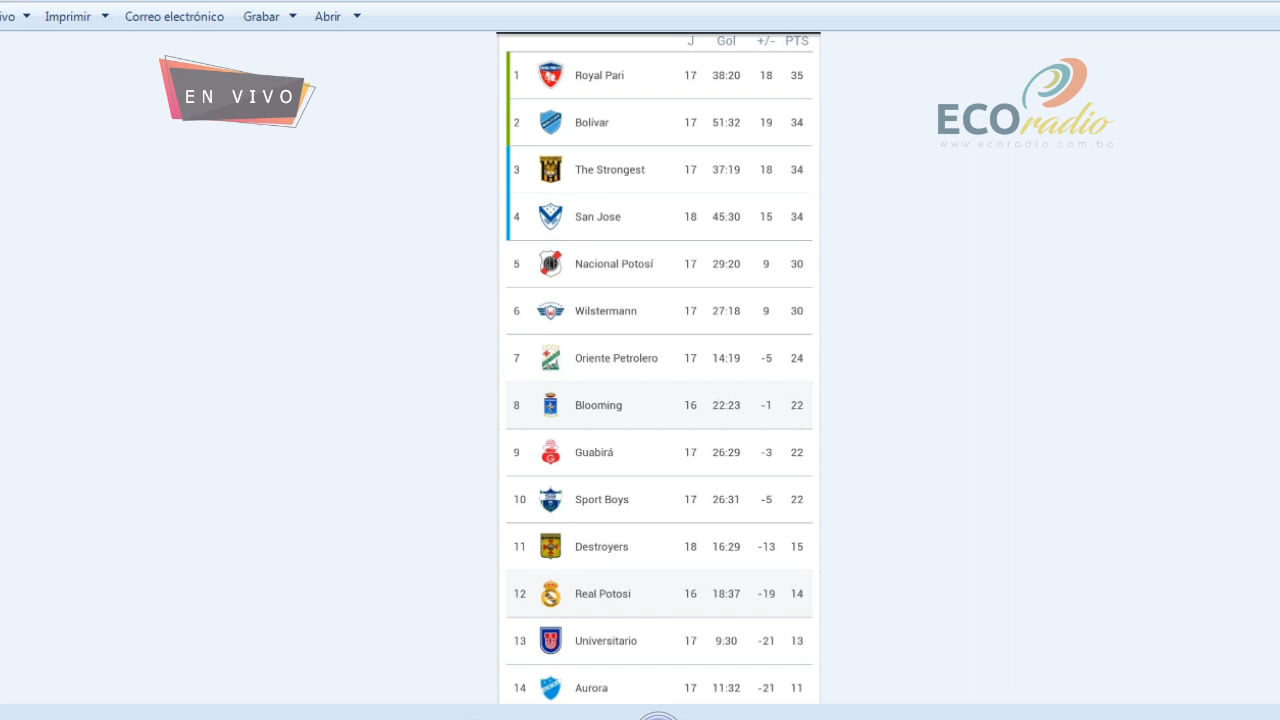 ivo Imprimir Correo electrónico Grabar Abrir
EN VIVO
ECOradio
www.ecoradio.com.bo
J Gol +/- PTS
1 Royal Pari 17 38:20 18 35
2 Bolívar 17 51:32 19 34
3 The Strongest 17 37:19 18 34
4 San Jose 18 45:30 15 34
5 Nacional Potosí 17 29:20 9 30
6 Wilstermann 17 27:18 9 30
7 Oriente Petrolero 17 14:19 -5 24
8 Blooming 16 22:23 -1 22
9 Guabirá 17 26:29 -3 22
10 Sport Boys 17 26:31 -5 22
11 Destroyers 18 16:29 -13 15
12 Real Potosi 16 18:37 -19 14
13 Universitario 17 9:30 -21 13
14 Aurora 17 11:32 -21 11